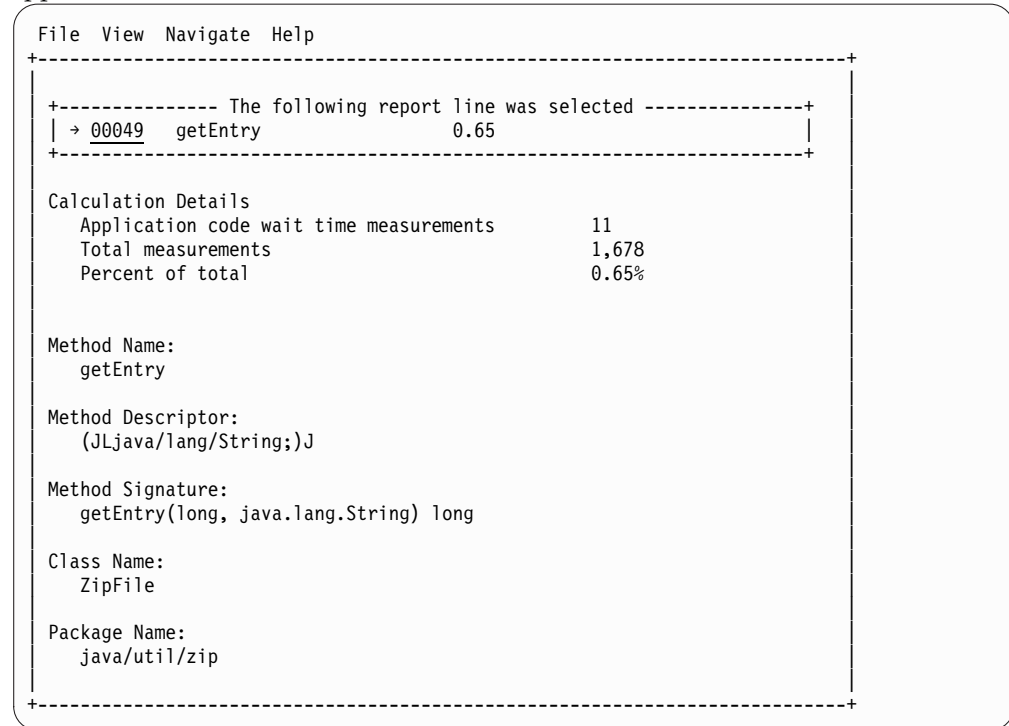 File View Navigate Help
+---------------------------------------------------------------------------+
+--------------- The following report line was selected ---------------+
| → 00049 getEntry 0.65 |
+---------------------------------------------------------------------+
Calculation Details
Application code wait time measurements 11
Total measurements 1,678
Percent of total 0.65%
Method Name:
getEntry
Method Descriptor:
(JLjava/lang/String;)J
Method Signature:
getEntry(long, java.lang.String) long
Class Name:
ZipFile
Package Name:
java/util/zip
+---------------------------------------------------------------------------+